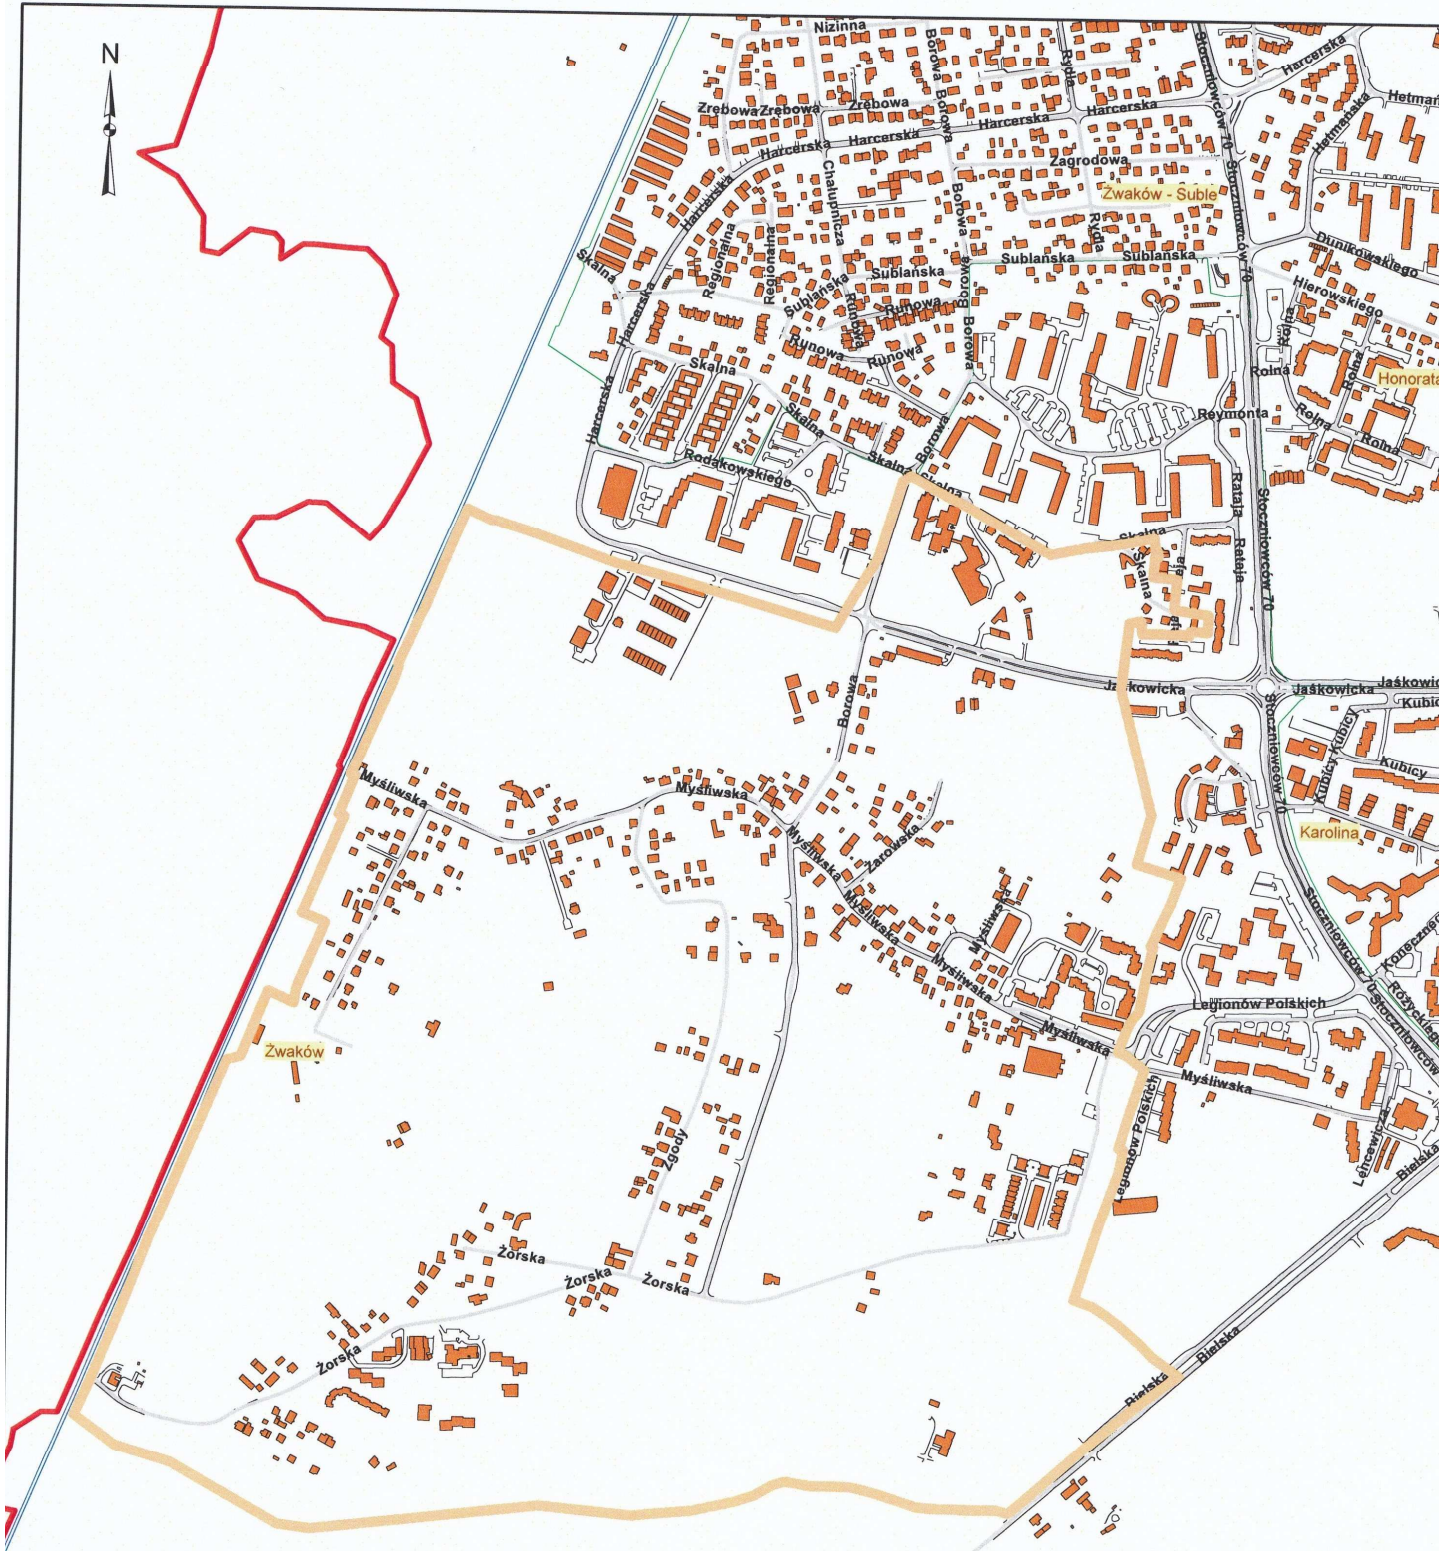 N
Nizinna
Borowa
Borowa
Rydla
Stoczniowców 70
Harcerska
Hetmańska
Zrębowa
Zrębowa
Zrębowa
Borowa
Harcerska
Harcerska
Harcerska
Harcerska
Zagrodowa
Żwaków - Suble
Harcerska
Chałupnicza
Borowa
Rydla
Stoczniowców 70
Regionalna
Regionalna
Skalna
Sublańska
Sublańska
Sublańska
Dunikowskiego
Hierowskiego
Harcerska
Sublańska
Runowa
Runowa
Borowa
Borowa
Rolna
Runowa
Runowa
Skalna
Rolna
Rolna
Honorata
Harcerska
Skalna
Borowa
Reymonta
Rolna
Rolna
Rodakowskiego
Skalna
Skalna
Rataja
Stoczniowców 70
Skalna
Skalna
Rataja
Borowa
Jaśkowicka
Jaśkowicka
Stoczniowców 70
Kubicy
Kubicy
Kubicy
Myśliwska
Myśliwska
Myśliwska
Żarowska
Karolina
Myśliwska
Myśliwska
Myśliwska
Stoczniowców 70
Legionów Polskich
Stoczniowców
Różyckiego
Myśliwska
Żwaków
Myśliwska
Legionów Polskich
Zgody
Lencewicza
Bielska
Żorska
Żorska
Żorska
Żorska
Bielska
Bielska